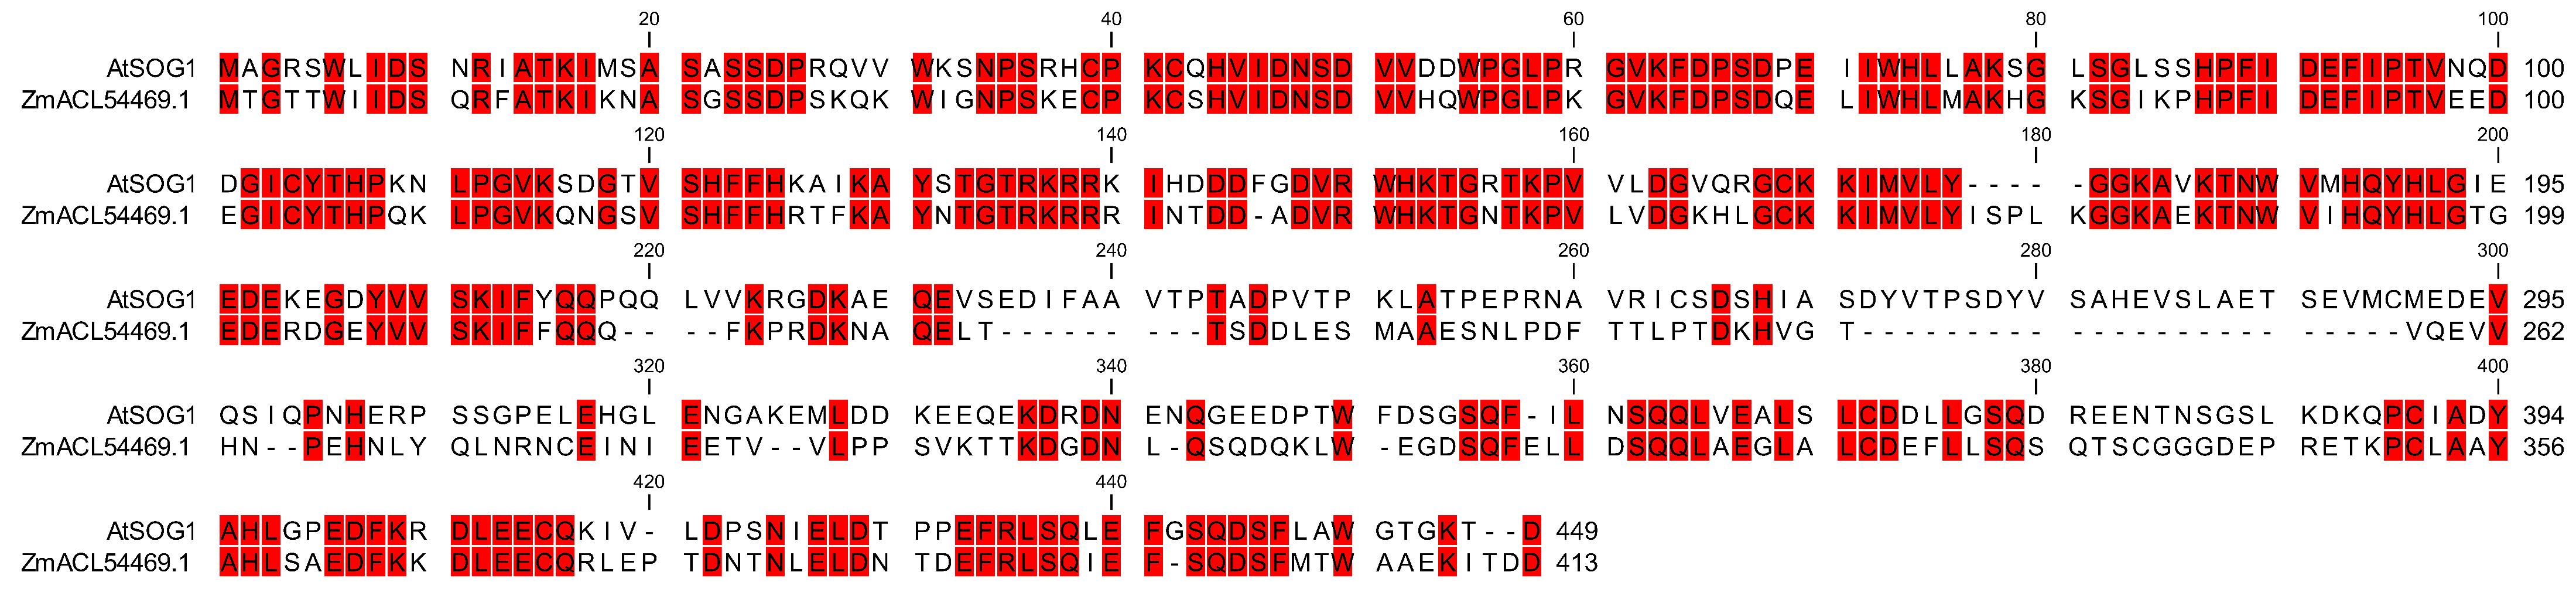 20 40 60 80 100
AtSOG1 MAGRSWLIDS NRIATKIMSA SASSDPRQVV WKSNPSRHCP KCQHVIDNSD VVDDWPGLPR GVKFDPSDPE IIWHLLAKSG LSGLSSHPFI DEFIPTVNQD 100
ZmACL54469.1 MTGTTWIIDS QRFATKIKNA SGSSDPSKQK WIGNPSKECP KCSHVIDNSD VVHQWPGLPK GVKFDPSDQE LIWHLMAKHG KSGIKPHPFI DEFIPTVEED 100
120 140 160 180 200
AtSOG1 DGICYTHPKN LPGVKSDGTV SHFFHKAIKA YSTGTRKRRK IHDDDFGDVR WHKTGRTKPV VLDGVQRGCK KIMVLY---- -GGKAVKTNW VMHQYHLGIE 195
ZmACL54469.1 EGICYTHPQK LPGVKQNGSV SHFFHRTFKA YNTGTRKRRR INTDD-ADVR WHKTGNTKPV LVDGKHLGCK KIMVLYISPL KGGKAEKTNW VIHQYHLGTG 199
220 240 260 280 300
AtSOG1 EDEKEGDYVV SKIFYQQPQQ LVVKRGDKAE QEVSEDIFAA VTPTADPVTP KLATPEPRNA VRICSDSHIA SDYVTPSDYV SAHEVSLAET SEVMCMEDEV 295
ZmACL54469.1 EDERDGEYVV SKIFFQQQ-- --FKPRDKNA QELT------ ---TSDDLES MAAESNLPDF TTLPTDKHVG T--------- ---------- -----VQEVV 262
320 340 360 380 400
AtSOG1 QSIQPNHERP SSGPELEHGL ENGAKEMLDD KEEQEKDRDN ENQGEEDPTW FDSGSQF-IL NSQQLVEALS LCDDLLGSQD REENTNSGSL KDKQPCIADY 394
ZmACL54469.1 HN--PEHNLY QLNRNCEINI EETV--VLPP SVKTTKDGDN L-QSQDQKLW -EGDSQFELL DSQQLAEGLA LCDEFLLSQS QTSCGGGDEP RETKPCLAAY 356
420 440
AtSOG1 AHLGPEDFKR DLEECQKIV- LDPSNIELDT PPEFRLSQLE FGSQDSFLAW GTGKT--D 449
ZmACL54469.1 AHLSAEDFKK DLEECQRLEP TDNTNLELDN TDEFRLSQIE F-SQDSFMTW AAEKITDD 413